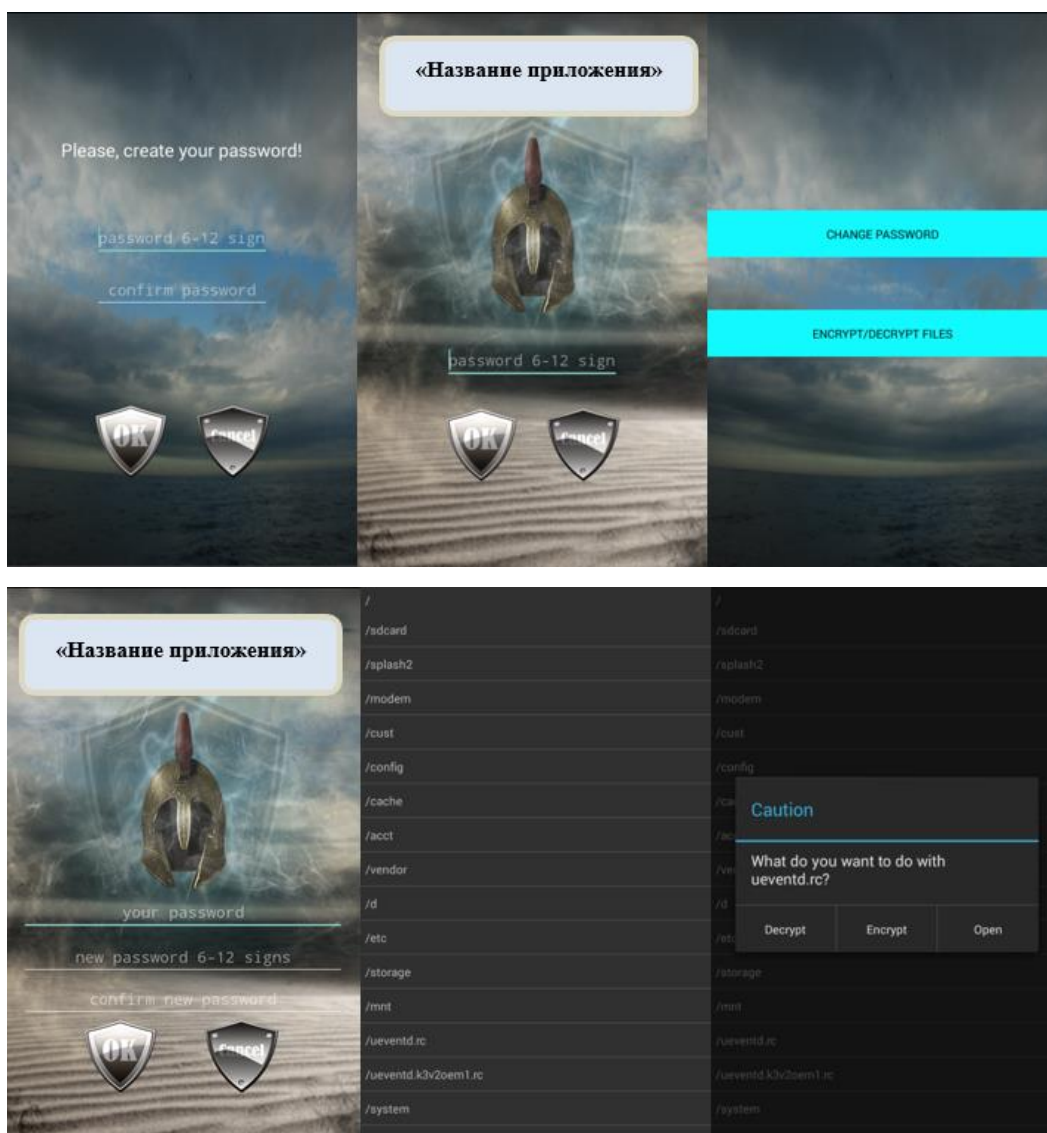 Please, create your password!
password 6-12 sign
confirm password
OK
Cancel
«Название приложения»
password 6-12 sign
OK
Cancel
CHANGE PASSWORD
ENCRYPT/DECRYPT FILES
«Название приложения»
your password
new password 6-12 signs
confirm new password
OK
Cancel
/
/sdcard
/splash2
/modem
/cust
/config
/cache
/acct
/vendor
/d
/etc
/storage
/mnt
/ueventd.rc
/ueventd.k3v2oem1.rc
/system
/
/sdcard
/splash2
/modem
/cust
/config
Caution
What do you want to do with
ueventd.rc?
Decrypt
Encrypt
Open
/storage
/mnt
/ueventd.rc
/ueventd.k3v2oem1.rc
/system